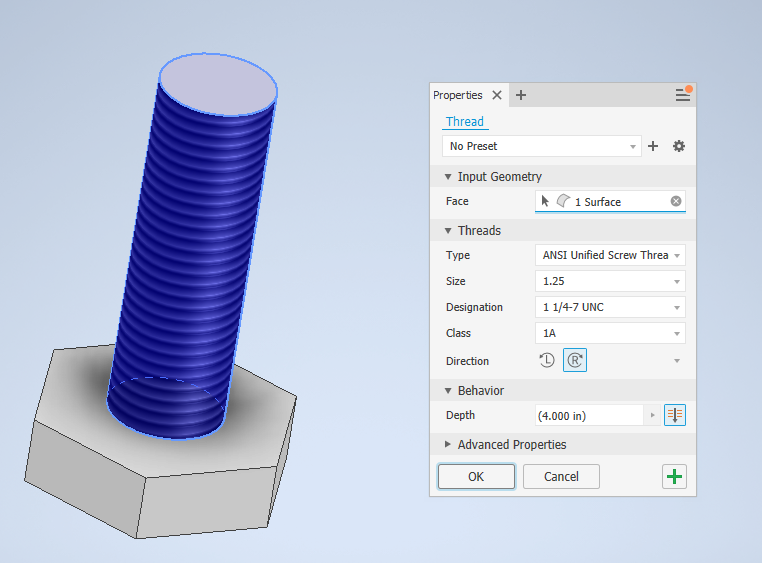 Properties
Thread
No Preset
Input Geometry
Face 1 Surface
Threads
Type ANSI Unified Screw Threa
Size 1.25
Designation 1 1/4-7 UNC
Class 1A
Direction L R
Behavior
Depth (4.000 in)
Advanced Properties
OK Cancel